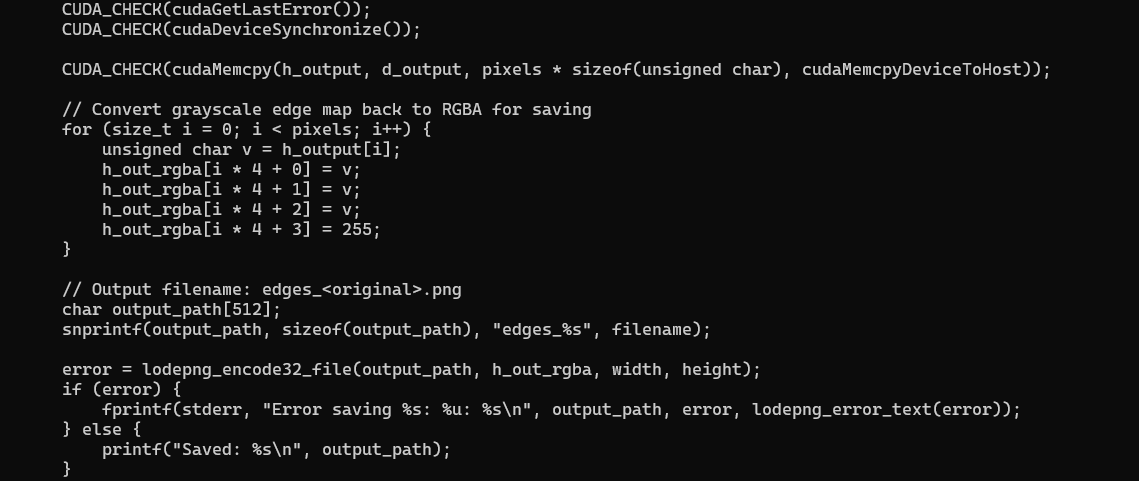 CUDA_CHECK(cudaGetLastError());
CUDA_CHECK(cudaDeviceSynchronize());

CUDA_CHECK(cudaMemcpy(h_output, d_output, pixels * sizeof(unsigned char), cudaMemcpyDeviceToHost));

// Convert grayscale edge map back to RGBA for saving
for (size_t i = 0; i < pixels; i++) {
    unsigned char v = h_output[i];
    h_out_rgba[i * 4 + 0] = v;
    h_out_rgba[i * 4 + 1] = v;
    h_out_rgba[i * 4 + 2] = v;
    h_out_rgba[i * 4 + 3] = 255;
}

// Output filename: edges_<original>.png
char output_path[512];
snprintf(output_path, sizeof(output_path), "edges_%s", filename);

error = lodepng_encode32_file(output_path, h_out_rgba, width, height);
if (error) {
    fprintf(stderr, "Error saving %s: %u: %s\n", output_path, error, lodepng_error_text(error));
} else {
    printf("Saved: %s\n", output_path);
}